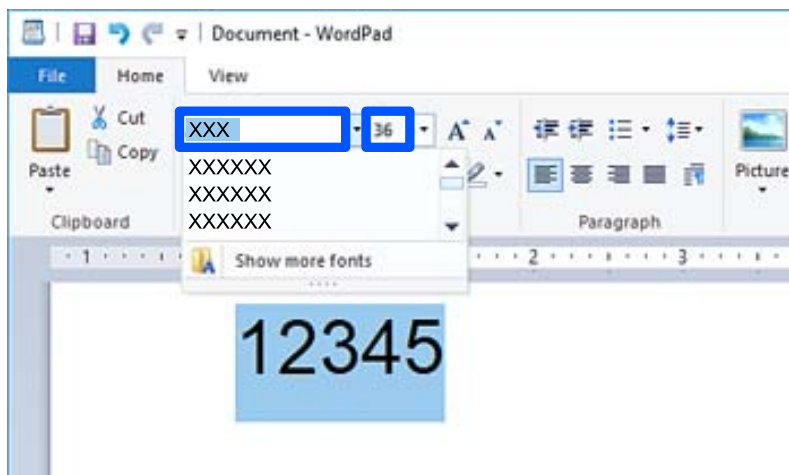 Document - WordPad
File Home View
Cut
XXX 36 A A
Copy
Paste
XXXXXX
XXXXXX
Picture
XXXXXX
Clipboard Paragraph
1 2 3
Show more fonts
12345